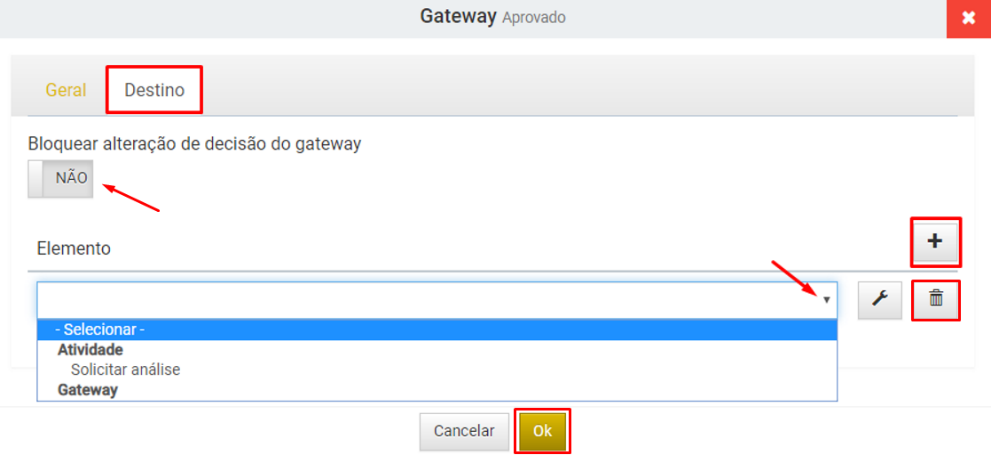 Gateway Aprovado
Geral Destino
Bloquear alteração de decisão do gateway
NÃO
Elemento
- Selecionar -
Atividade
Solicitar análise
Gateway
Cancelar Ok